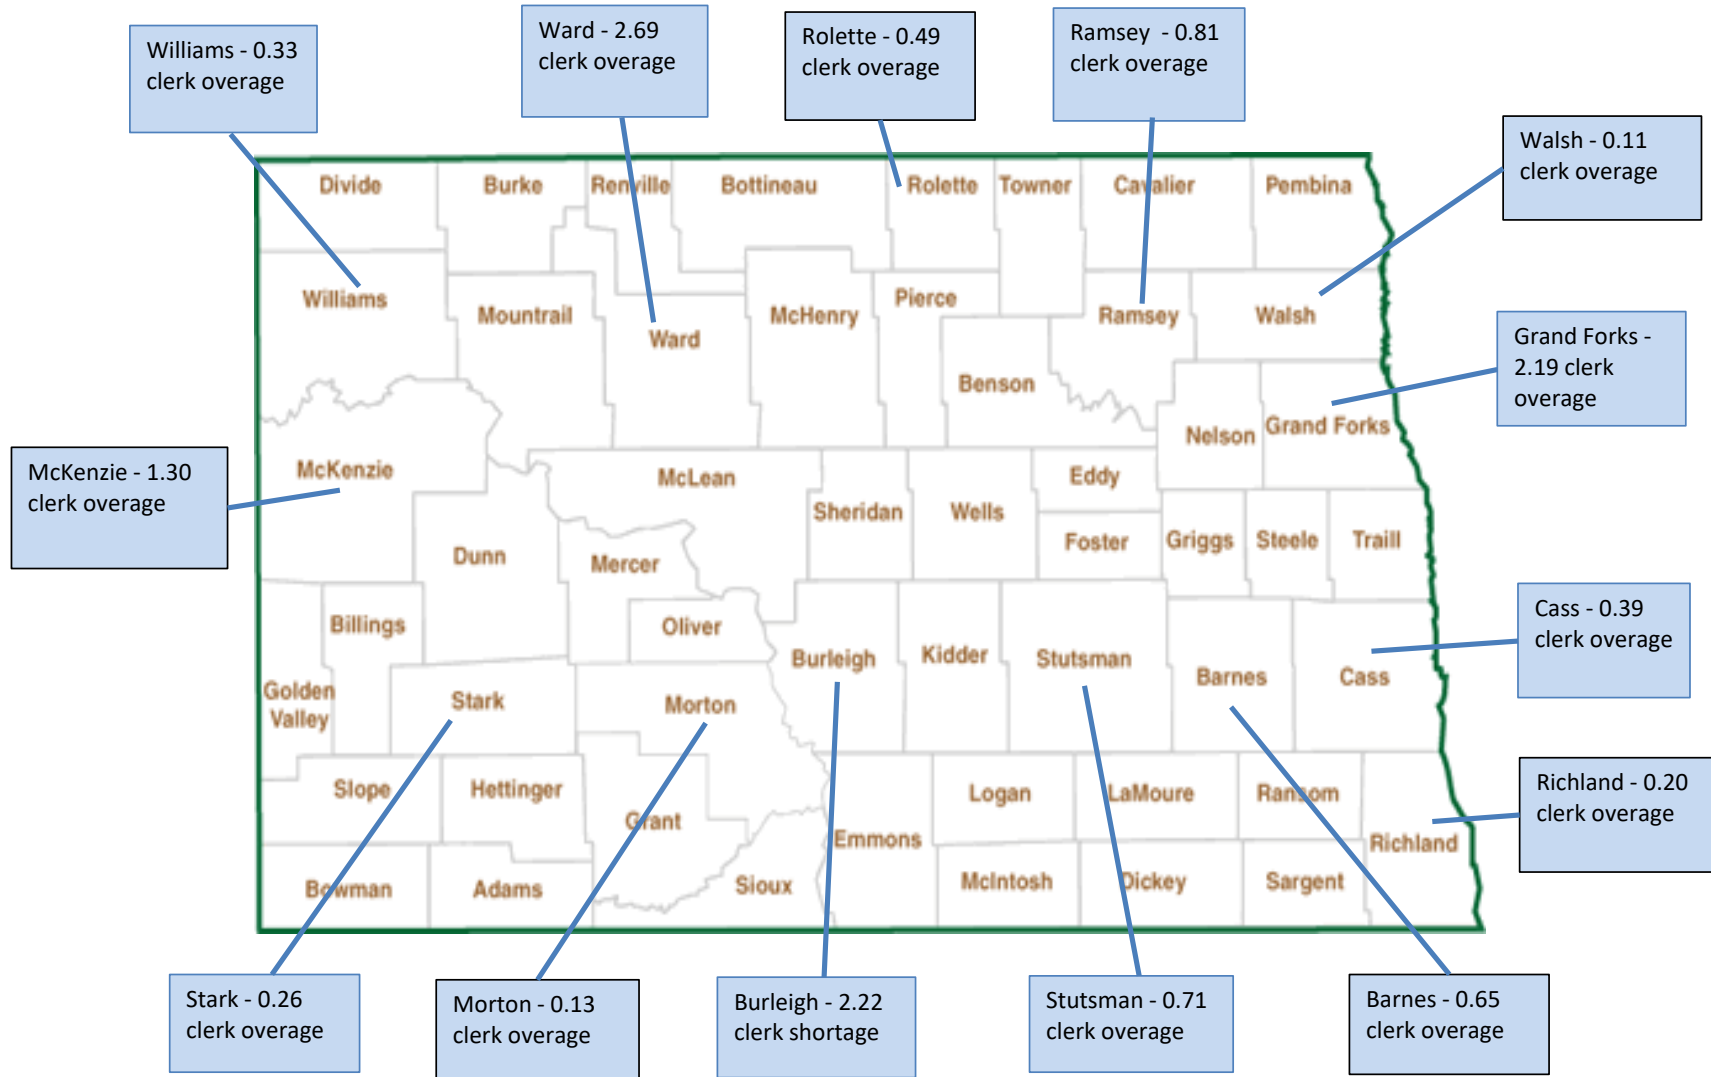 Williams - 0.33
clerk overage
Ward - 2.69
clerk overage
Rolette - 0.49
clerk overage
Ramsey - 0.81
clerk overage
Walsh - 0.11
clerk overage
Grand Forks -
2.19 clerk
overage
McKenzie - 1.30
clerk overage
Cass - 0.39
clerk overage
Richland - 0.20
clerk overage
Divide
Burke
Renville
Bottineau
Rolette
Towner
Cavalier
Pembina
Williams
Mountrail
Ward
McHenry
Pierce
Ramsey
Walsh
Benson
Nelson
Grand Forks
McKenzie
McLean
Sheridan
Wells
Eddy
Foster
Griggs
Steele
Traill
Dunn
Mercer
Oliver
Billings
Golden
Valley
Stark
Morton
Burleigh
Kidder
Stutsman
Barnes
Cass
Slope
Hettinger
Grant
Emmons
Logan
LaMoure
Ransom
Richland
Bowman
Adams
Sioux
McIntosh
Dickey
Sargent
Stark - 0.26
clerk overage
Morton - 0.13
clerk overage
Burleigh - 2.22
clerk shortage
Stutsman - 0.71
clerk overage
Barnes - 0.65
clerk overage